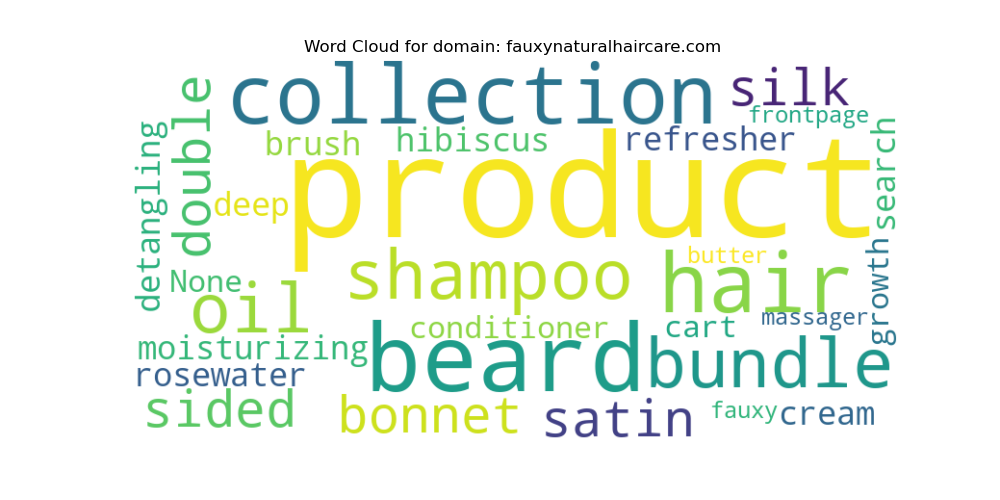 Word Cloud for domain: fauxynaturalhaircare.com
collection
silk
frontpage
double
brush
hibiscus
refresher
search
detangling
product
deep
shampoo
butter
hair
growth
None
oil
massager
conditioner
cart
moisturizing
beard
bundle
rosewater
sided
bonnet
satin
fauxy
cream